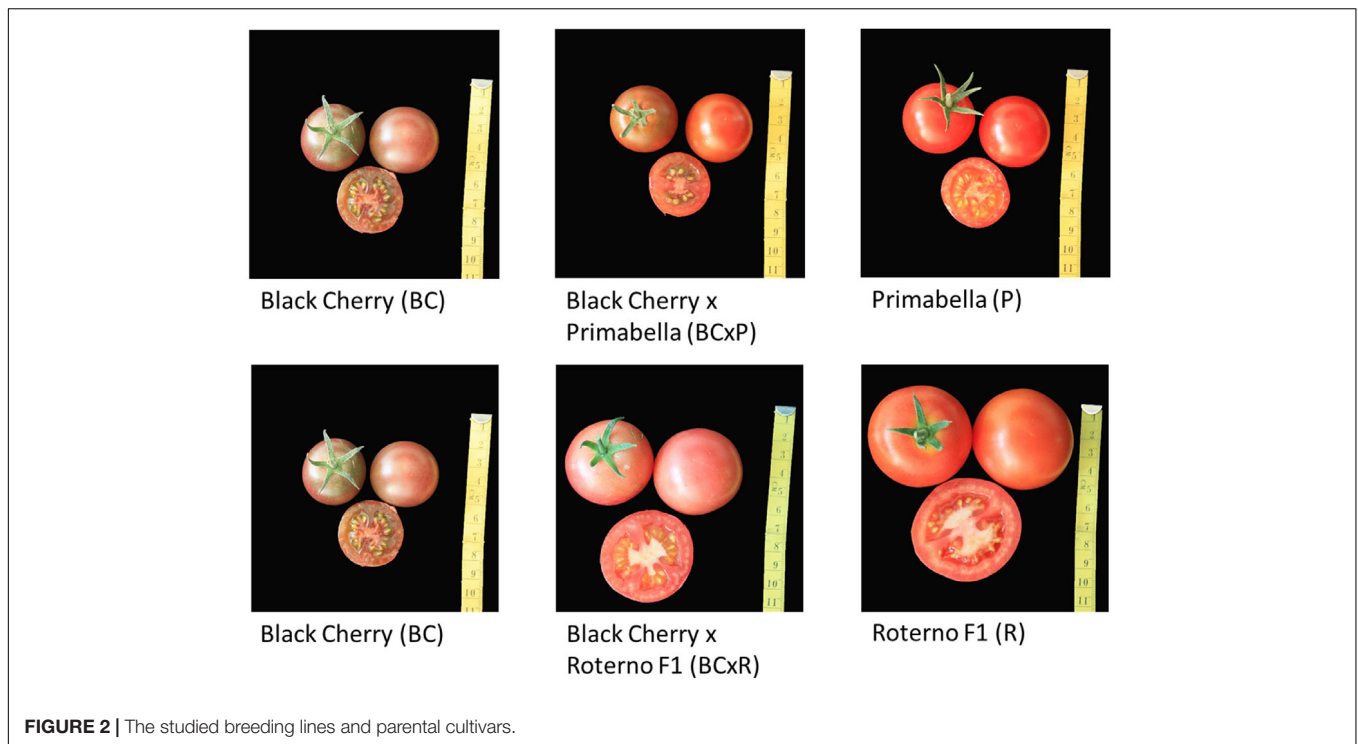 Black Cherry (BC)
Black Cherry x
Primabella (BCxP)
Primabella (P)
Black Cherry (BC)
Black Cherry x
Roterno F1 (BCxR)
Roterno F1 (R)
FIGURE 2 | The studied breeding lines and parental cultivars.